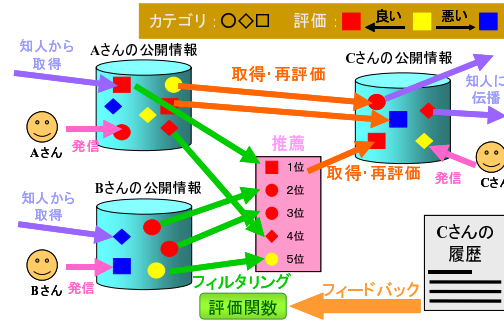 カテゴリ：○◇□ 評価： 良い 悪い
知人から
取得
Aさんの公開情報
Cさんの公開情報
取得・再評価
知人に
伝播
発信
Aさん
推薦
1位
2位
3位
4位
5位
取得・再評価
発信
Cさん
知人から
取得
Bさんの公開情報
発信
Bさん
フィルタリング
評価関数
フィードバック
Cさんの
履歴